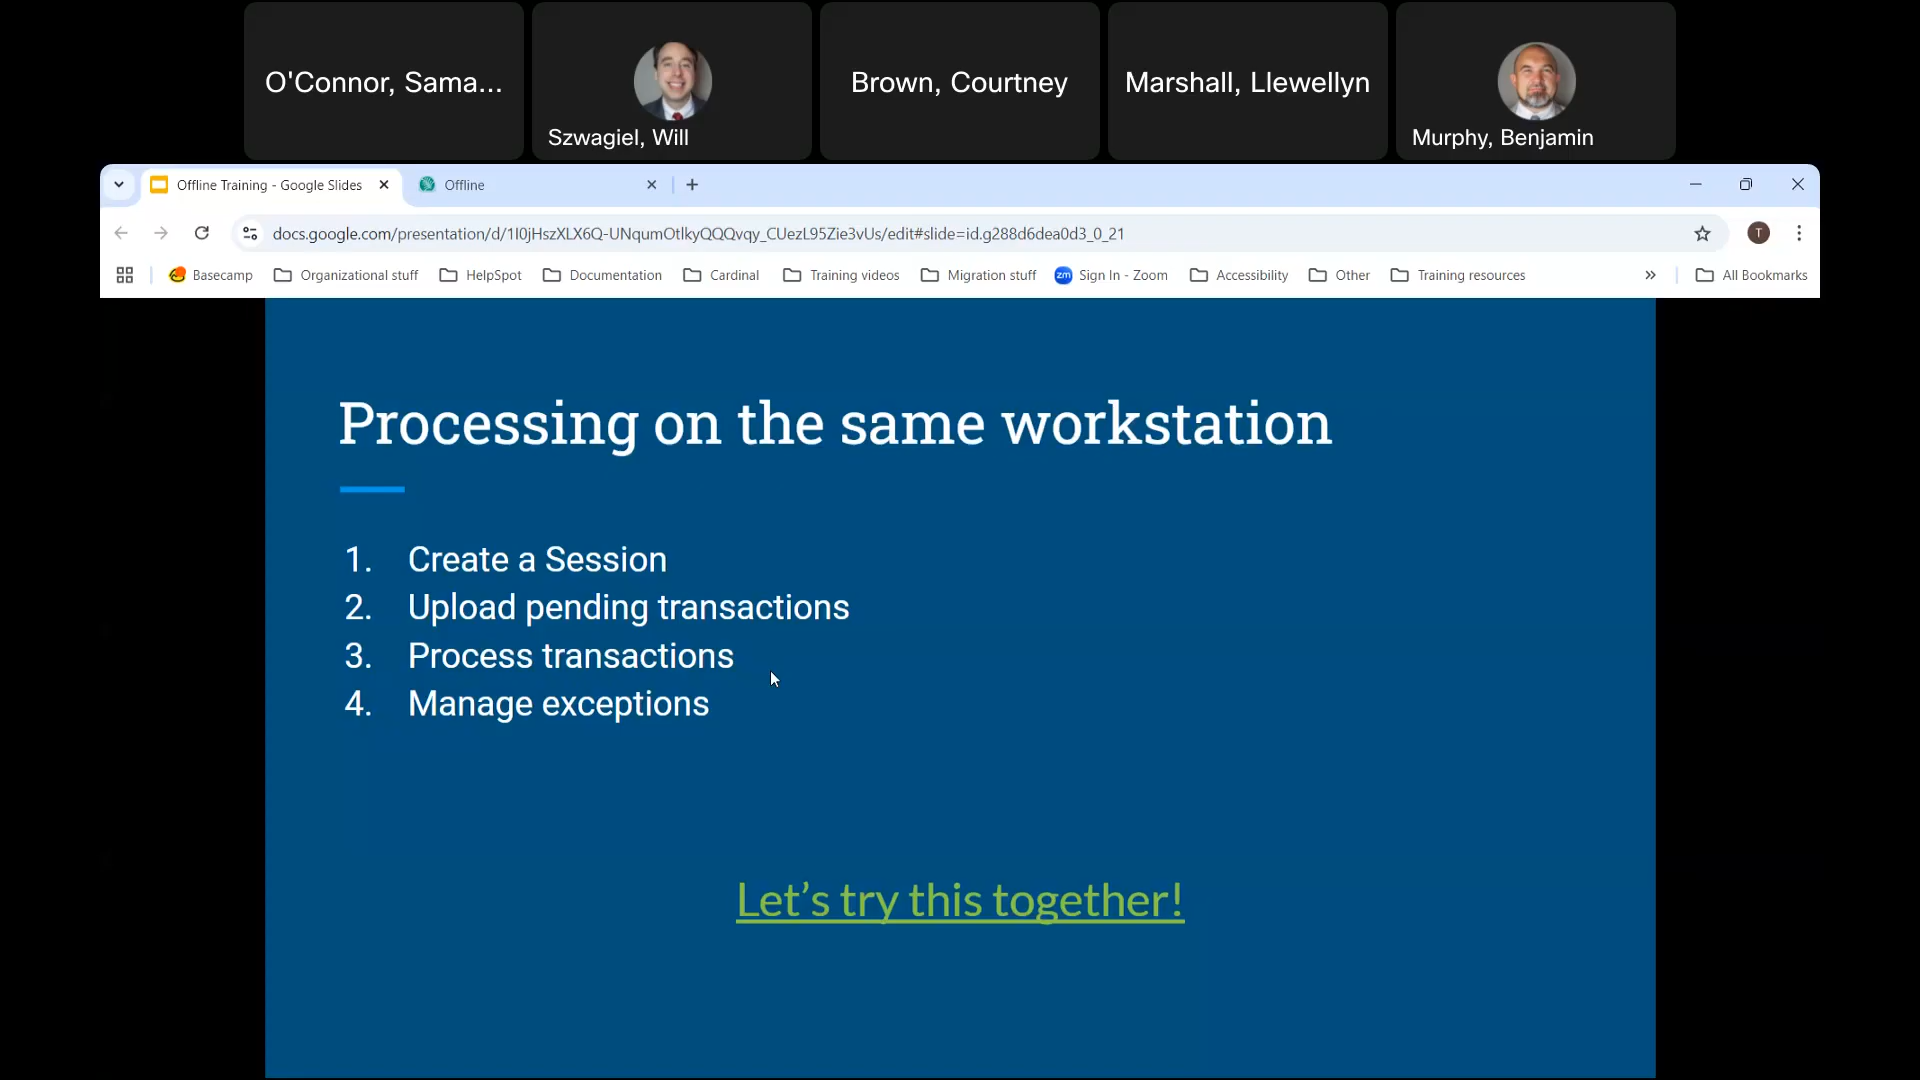 O'Connor, Sama...
Szwagiel, Will
Brown, Courtney
Marshall, Llewellyn
Murphy, Benjamin
Offline Training - Google Slides
Offline
docs.google.com/presentation/d/1I0jHszXLX6Q-UNqumOtlkyQQQvqy_CUezL95Zie3vUs/edit#slide=id.g288d6dea0d3_0_21
T
Basecamp
Organizational stuff
HelpSpot
Documentation
Cardinal
Training videos
Migration stuff
zm
Sign In - Zoom
Accessibility
Other
Training resources
All Bookmarks
Processing on the same workstation
1. Create a Session
2. Upload pending transactions
3. Process transactions
4. Manage exceptions
Let's try this together!